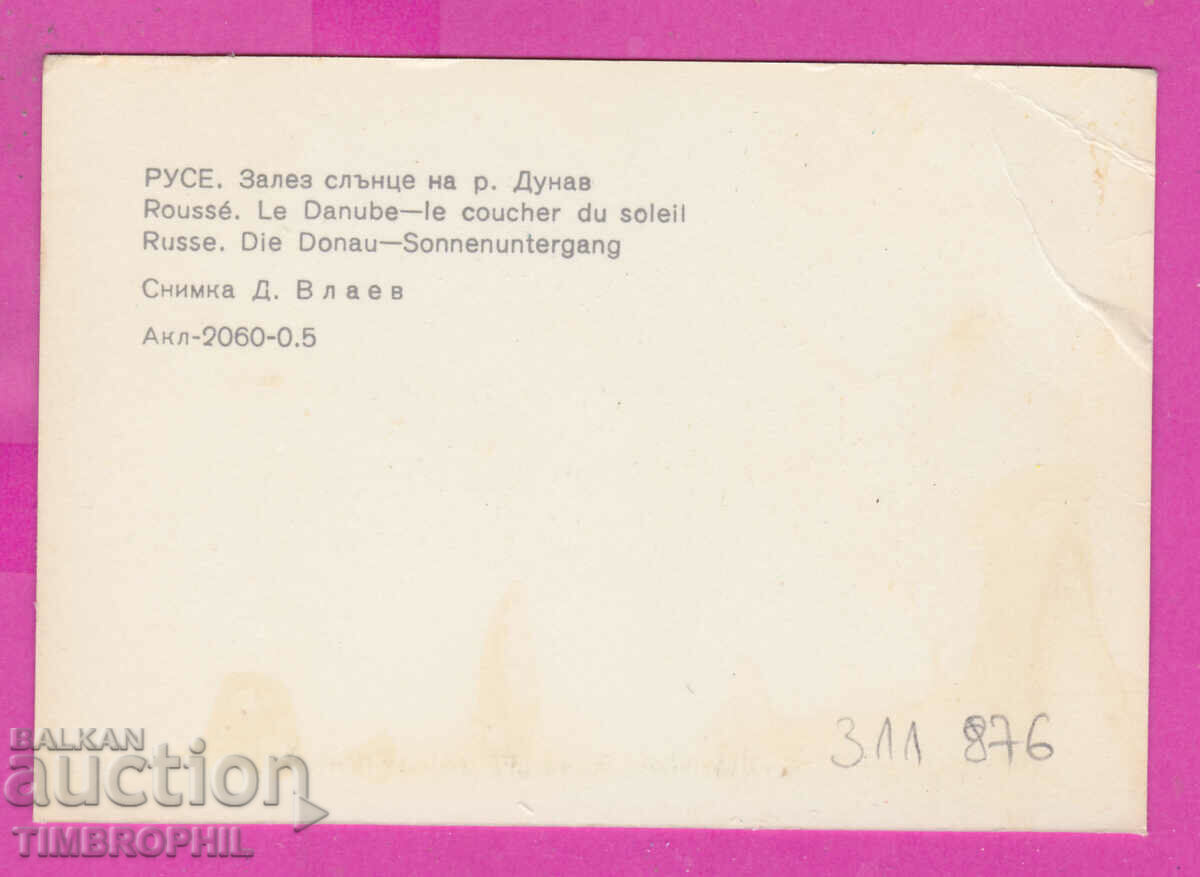 РУСЕ. Залез слънце на р. Дунав
Roussé. Le Danube—le coucher du soleil
Russe. Die Donau—Sonnenuntergang
Снимка Д. Влаев
Акл-2060-0.5
311 876
BALKAN
auction
TIMBROPHIL